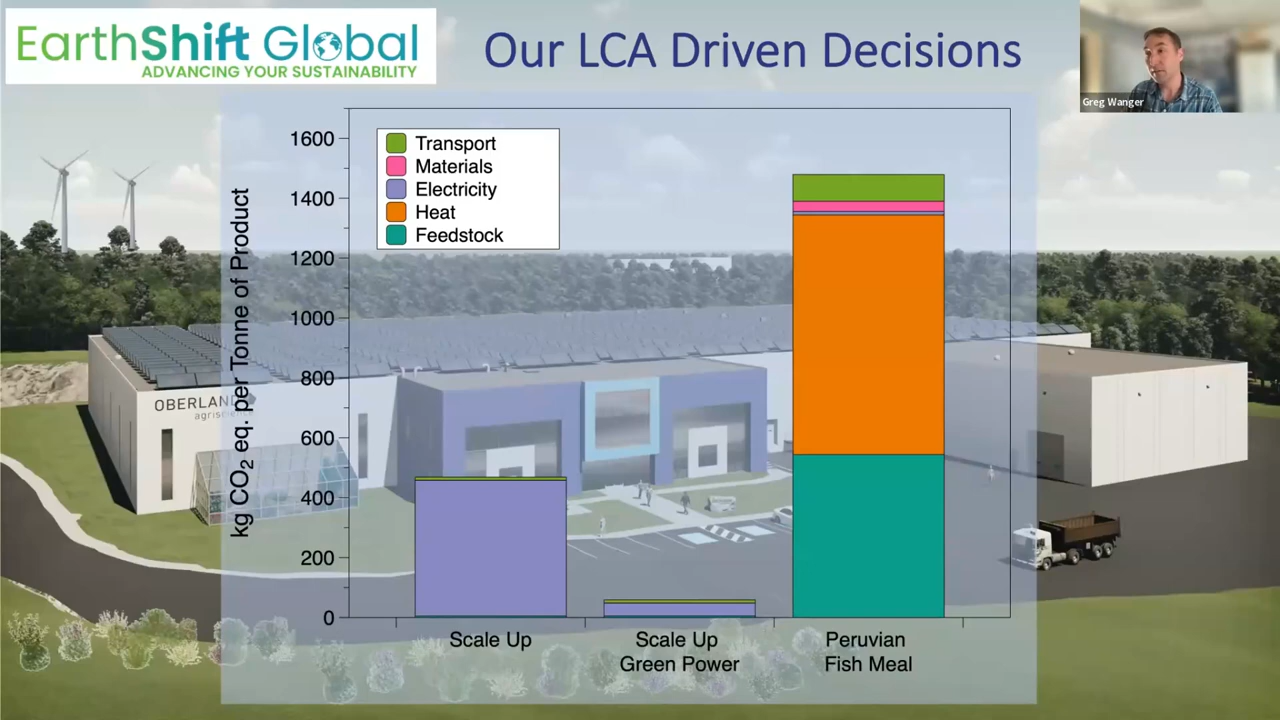 EarthShift Global
ADVANCING YOUR SUSTAINABILITY
Our LCA Driven Decisions
Greg Wanger
kg CO₂ eq. per Tonne of Product
1600
1400
1200
1000
800
600
400
200
0
Transport
Materials
Electricity
Heat
Feedstock
OBERLAND
agriscience
Scale Up
Scale Up
Green Power
Peruvian
Fish Meal